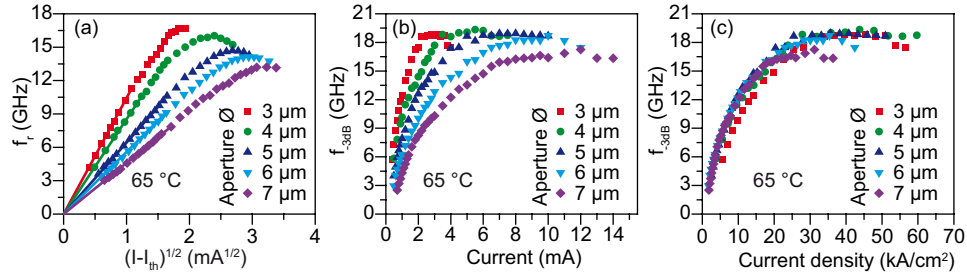 (a)
f_r (GHz)
18
15
12
9
6
3
0
0 1 2 3 4
(I-I_th)^1/2 (mA^1/2)
65 °C
Aperture Ø
3 µm
4 µm
5 µm
6 µm
7 µm
(b)
f_-3dB (GHz)
21
18
15
12
9
6
3
0
0 2 4 6 8 10 12 14
Current (mA)
65 °C
Aperture Ø
3 µm
4 µm
5 µm
6 µm
7 µm
(c)
f_-3dB (GHz)
21
18
15
12
9
6
3
0
0 10 20 30 40 50 60 70
Current density (kA/cm²)
65 °C
Aperture Ø
3 µm
4 µm
5 µm
6 µm
7 µm